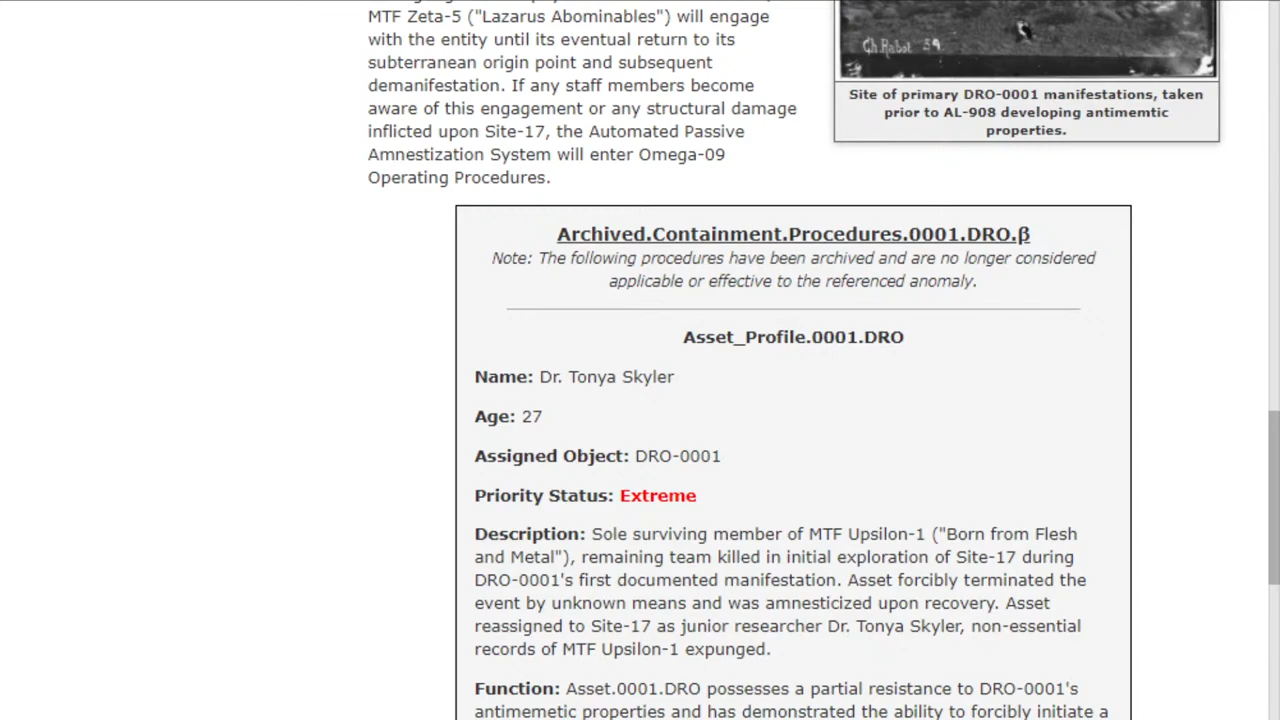 MTF Zeta-5 ("Lazarus Abominables") will engage
with the entity until its eventual return to its
subterranean origin point and subsequent
demanifestation. If any staff members become
aware of this engagement or any structural damage
inflicted upon Site-17, the Automated Passive
Amnestization System will enter Omega-09
Operating Procedures.
Ch.Rabot 39
Site of primary DRO-0001 manifestations, taken
prior to AL-908 developing antimemtic
properties.
Archived.Containment.Procedures.0001.DRO.β
Note: The following procedures have been archived and are no longer considered
applicable or effective to the referenced anomaly.
Asset_Profile.0001.DRO
Name: Dr. Tonya Skyler
Age: 27
Assigned Object: DRO-0001
Priority Status: Extreme
Description: Sole surviving member of MTF Upsilon-1 ("Born from Flesh
and Metal"), remaining team killed in initial exploration of Site-17 during
DRO-0001's first documented manifestation. Asset forcibly terminated the
event by unknown means and was amnesticized upon recovery. Asset
reassigned to Site-17 as junior researcher Dr. Tonya Skyler, non-essential
records of MTF Upsilon-1 expunged.
Function: Asset.0001.DRO possesses a partial resistance to DRO-0001's
antimemetic properties and has demonstrated the ability to forcibly initiate a